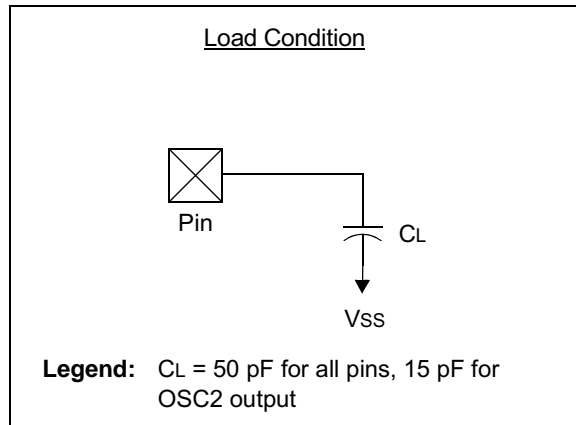 Load Condition
Pin
CL
VSS
Legend: CL = 50 pF for all pins, 15 pF for
OSC2 output